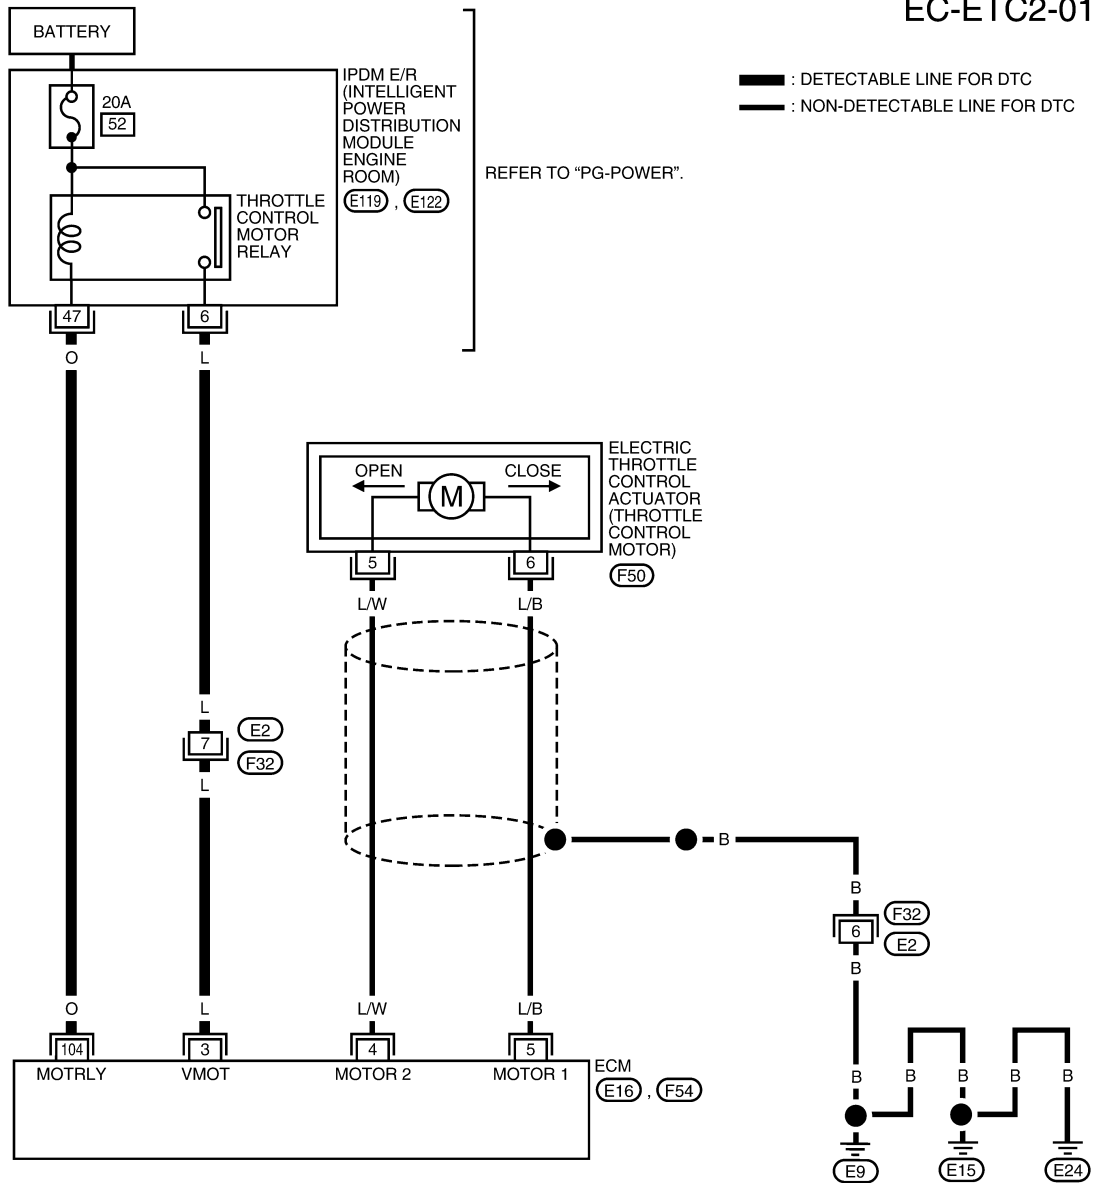 EC-ETC2-01
BATTERY
: DETECTABLE LINE FOR DTC
: NON-DETECTABLE LINE FOR DTC
20A
52
IPDM E/R
(INTELLIGENT
POWER
DISTRIBUTION
MODULE
ENGINE
ROOM)
E119 , E122
REFER TO “PG-POWER”.
THROTTLE
CONTROL
MOTOR
RELAY
47 6
O L
OPEN CLOSE
M
ELECTRIC
THROTTLE
CONTROL
ACTUATOR
(THROTTLE
CONTROL
MOTOR)
F50
5 6
L/W L/B
L
7
E2
F32
L
B
B
6
F32
E2
B
O L L/W L/B
104 3 4 5
MOTRLY VMOT MOTOR 2 MOTOR 1
ECM
E16 , F54
B B B B B
E9 E15 E24